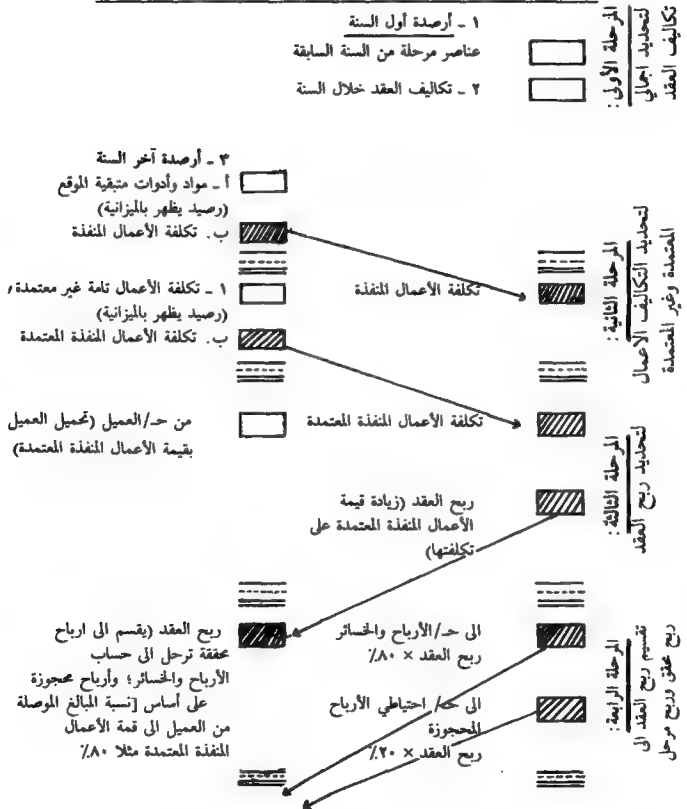 المرحلة الأولى :
لتحديد اجمالي
تكاليف العقد
١ ـ أرصدة أول السنة
عناصر مرحلة من السنة السابقة
٢ ـ تكاليف العقد خلال السنة
المرحلة الثانية :
لتحديد التكاليف الاعمال
المعتمدة وغير المعتمدة
تكلفة الأعمال المنفذة
٣ ـ أرصدة آخر السنة
أ ـ مواد وأدوات متبقية الموقع
(رصيد يظهر بالميزانية)
ب. تكلفة الأعمال المنفذة
١ ـ تكلفة الأعمال تامة غير معتمدة
(رصيد يظهر بالميزانية)
ب. تكلفة الأعمال المنفذة المعتمدة
المرحلة الثالثة :
لتحديد ربح العقد
تكلفة الأعمال المنفذة المعتمدة
ربح العقد (زيادة قيمة
الأعمال المنفذة المعتمدة على
تكلفتها)
من حـ/العميل (تحميل العميل
بقيمة الأعمال المنفذة المعتمدة)
المرحلة الرابعة :
تقسيم ربح العقد الى
ربح محقق وربح مرحل
الى حـ/الأرباح والخسائر
ربح العقد × ٨٠٪
الى حـ/ احتياطي الأرباح
المحجوزة
ربح العقد × ٢٠٪
ربح العقد (يقسم الى ارباح
محققة ترحل الى حساب
الأرباح والخسائر؛ وأرباح محجوزة
على أساس [نسبة المبالغ الموصلة
من العميل الى قمة الأعمال
المنفذة المعتمدة مثلا ٨٠٪